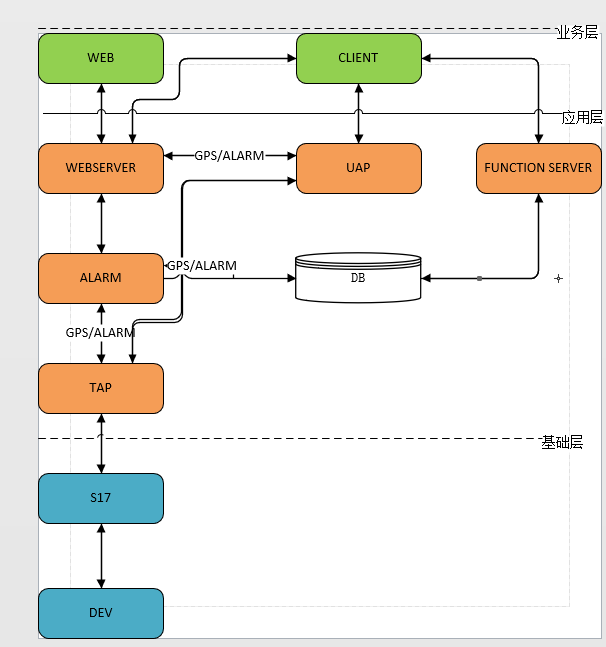 业务层
WEB
CLIENT
应用层
WEBSERVER
GPS/ALARM
UAP
FUNCTION SERVER
GPS/ALARM
ALARM
DB
GPS/ALARM
TAP
基础层
S17
DEV